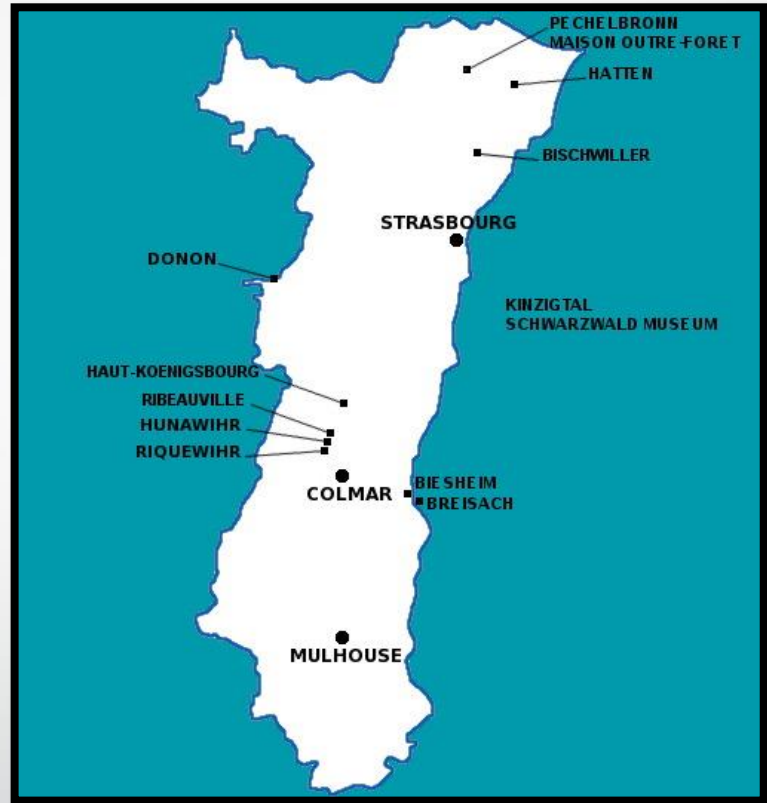 PECHELBRONN
MAISON OUTRE-FORET
HATTEN
BISCHWILLER
STRASBOURG
DONON
KINZIGTAL
SCHWARZWALD MUSEUM
HAUT-KOENIGSBOURG
RIBEAUVILLE
HUNAWIHR
RIQUEWIHR
COLMAR
BIESHEIM
BREISACH
MULHOUSE